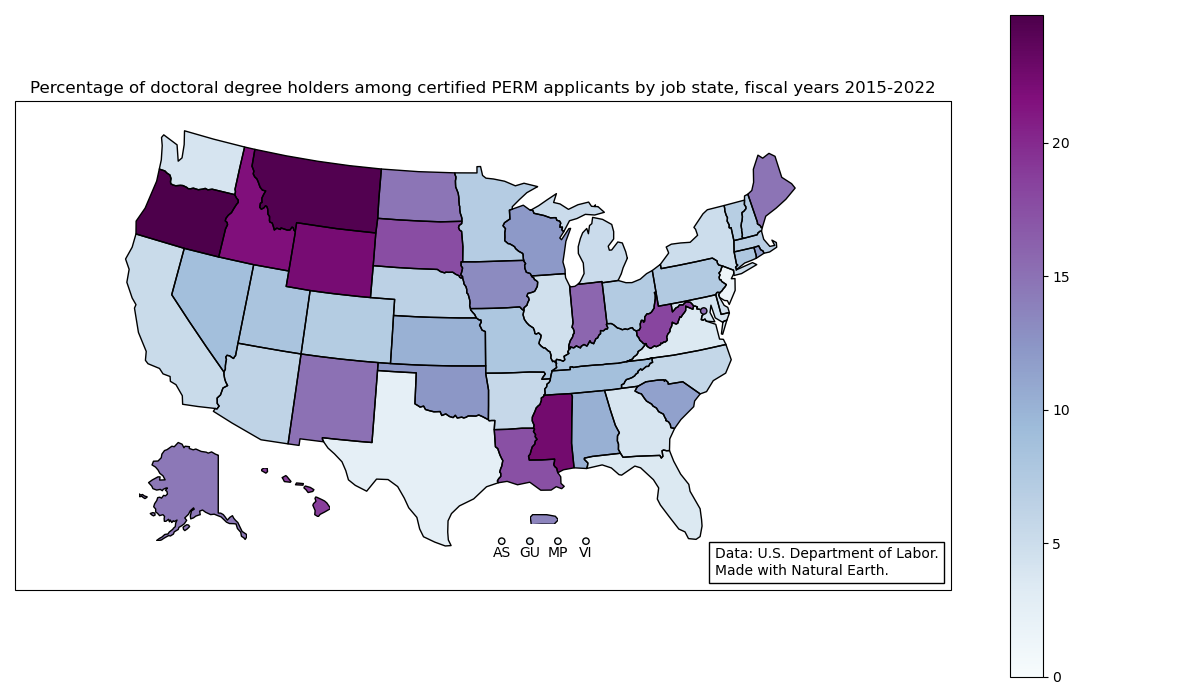 Percentage of doctoral degree holders among certified PERM applicants by job state, fiscal years 2015-2022
20
15
10
5
0
AS GU MP VI
Data: U.S. Department of Labor.
Made with Natural Earth.